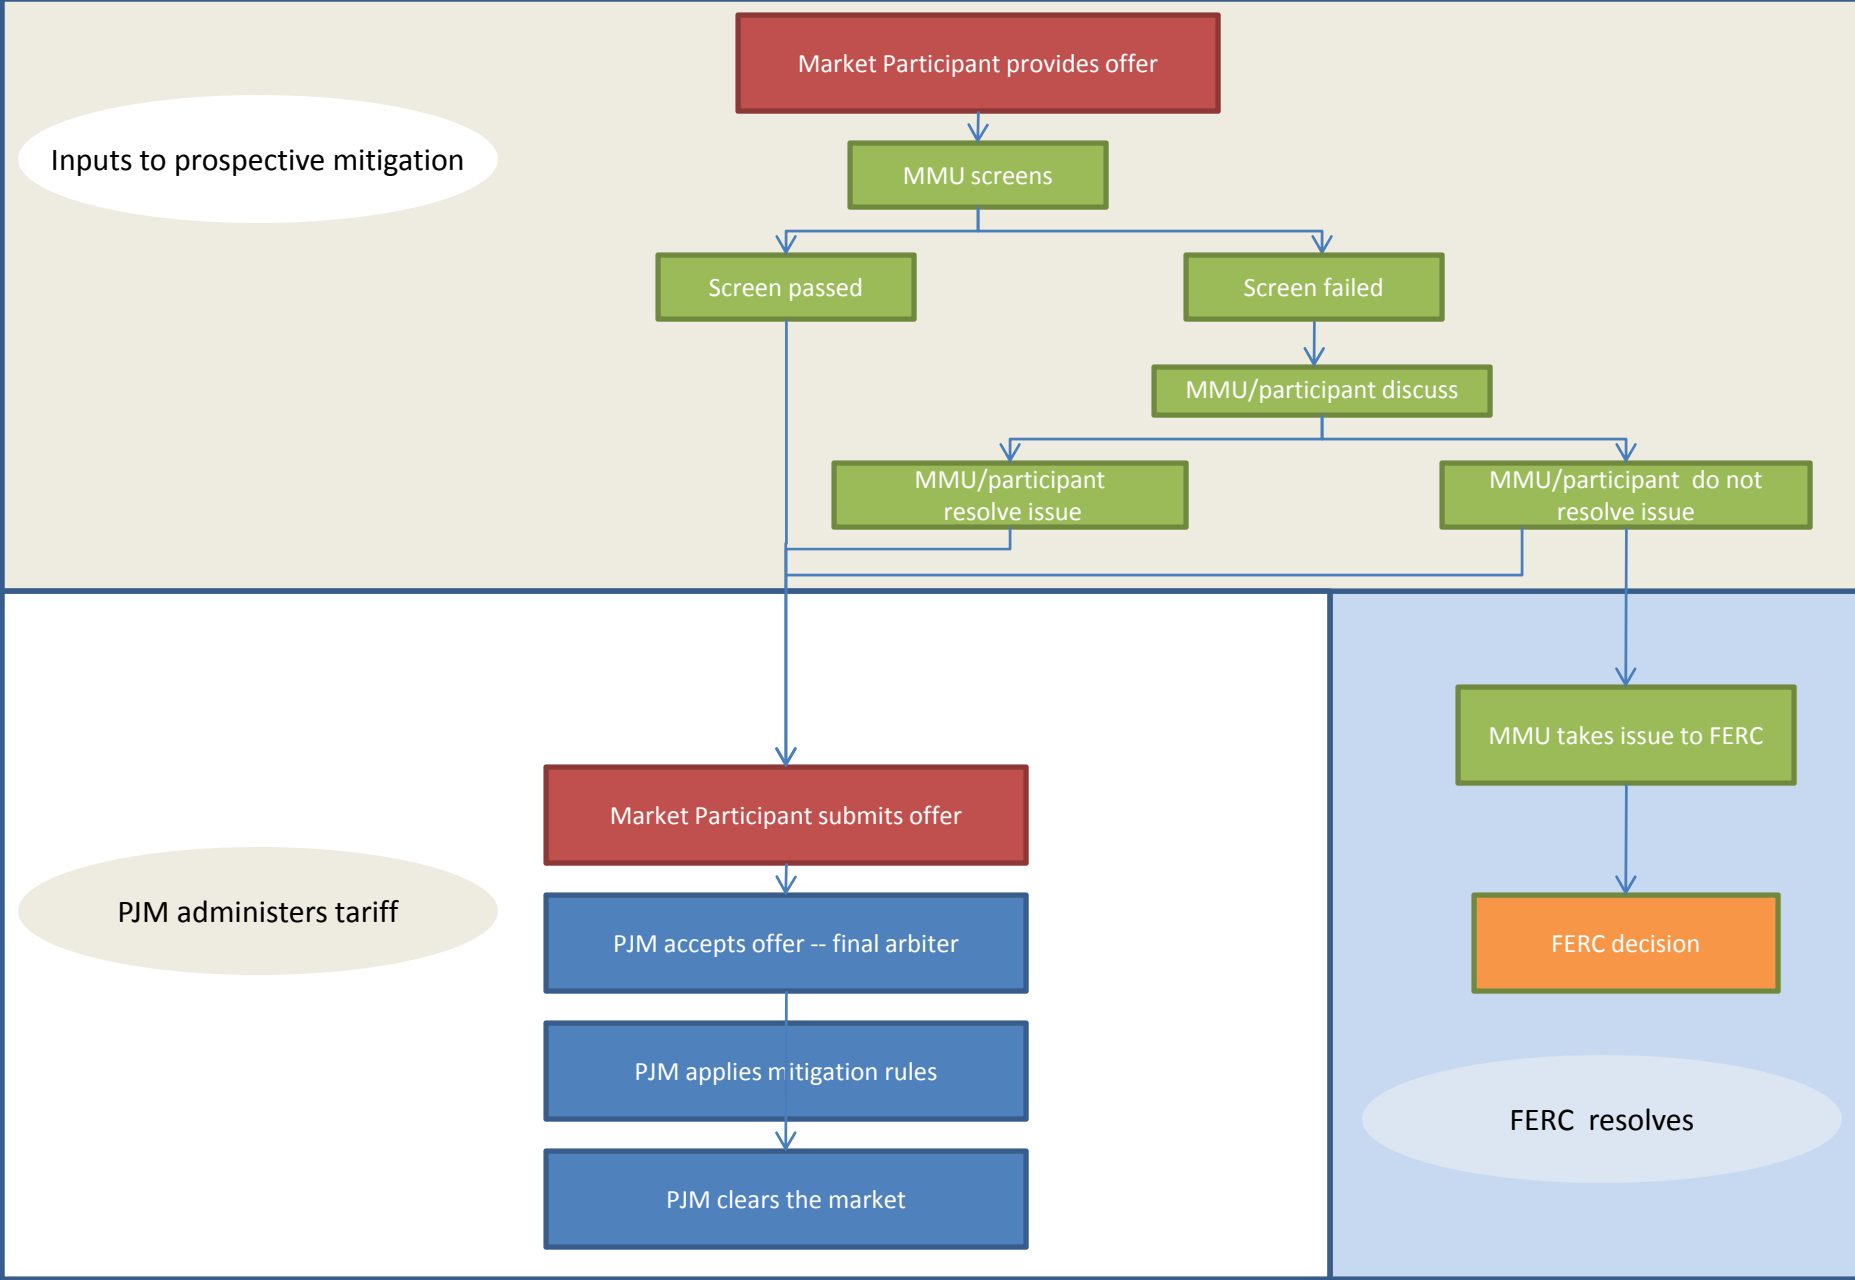 Market Participant provides offer
Inputs to prospective mitigation
MMU screens
Screen passed
Screen failed
MMU/participant discuss
MMU/participant
resolve issue
MMU/participant  do not
resolve issue
MMU takes issue to FERC
Market Participant submits offer
PJM administers tariff
PJM accepts offer -- final arbiter
FERC decision
PJM applies mitigation rules
FERC  resolves
PJM clears the market